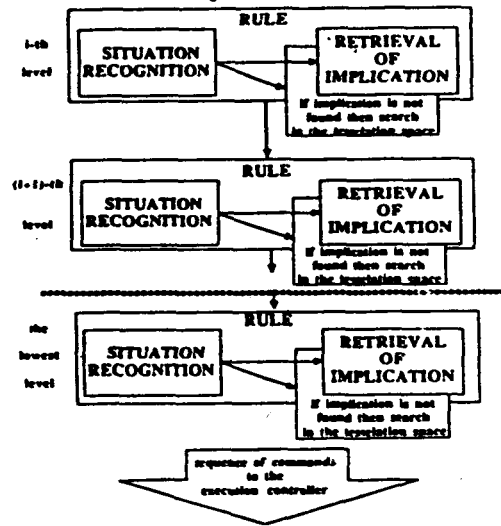 RULE
i-th
level
SITUATION
RECOGNITION
RETRIEVAL
OF
IMPLICATION
If implication is not
found then search
in the tesselation space
RULE
(i+1)-th
level
SITUATION
RECOGNITION
RETRIEVAL
OF
IMPLICATION
If implication is not
found then search
in the tesselation space
RULE
the
lowest
level
SITUATION
RECOGNITION
RETRIEVAL
OF
IMPLICATION
If implication is not
found then search
in the tesselation space
sequence of commands
to the
execution controller